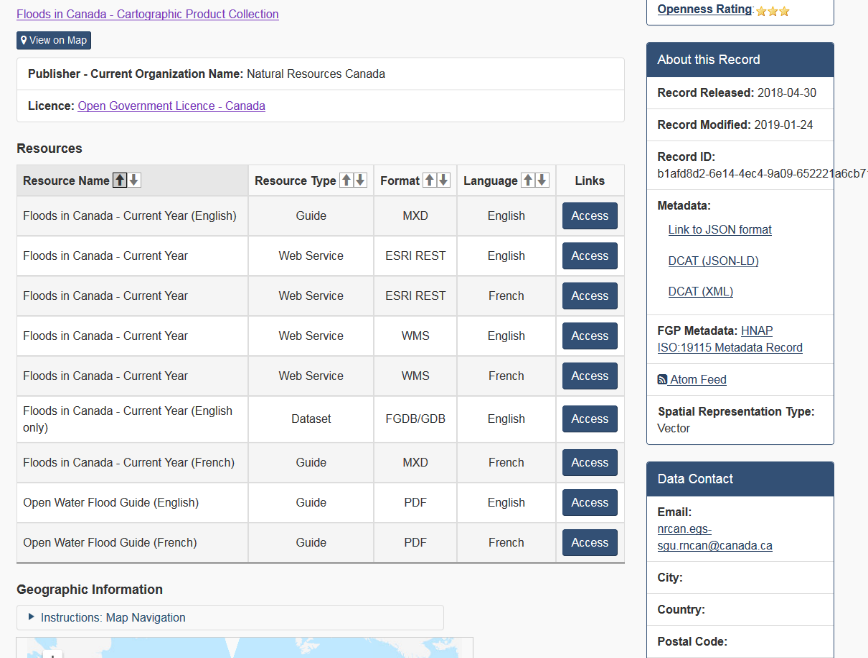 Floods in Canada - Cartographic Product Collection
View on Map
Publisher - Current Organization Name: Natural Resources Canada
Licence: Open Government Licence - Canada
Resources
Resource Name Resource Type Format Language Links
Floods in Canada - Current Year (English) Guide MXD English Access
Floods in Canada - Current Year Web Service ESRI REST English Access
Floods in Canada - Current Year Web Service ESRI REST French Access
Floods in Canada - Current Year Web Service WMS English Access
Floods in Canada - Current Year Web Service WMS French Access
Floods in Canada - Current Year (English
only) Dataset FGDB/GDB English Access
Floods in Canada - Current Year (French) Guide MXD French Access
Open Water Flood Guide (English) Guide PDF English Access
Open Water Flood Guide (French) Guide PDF French Access
Geographic Information
Instructions: Map Navigation
Openness Rating:
About this Record
Record Released: 2018-04-30
Record Modified: 2019-01-24
Record ID:
b1afd8d2-6e14-4ec4-9a09-652221a6cb7
Metadata:
Link to JSON format
DCAT (JSON-LD)
DCAT (XML)
FGP Metadata: HNAP
ISO:19115 Metadata Record
Atom Feed
Spatial Representation Type:
Vector
Data Contact
Email:
nrcan.egs-
sgu.rncan@canada.ca
City:
Country:
Postal Code: